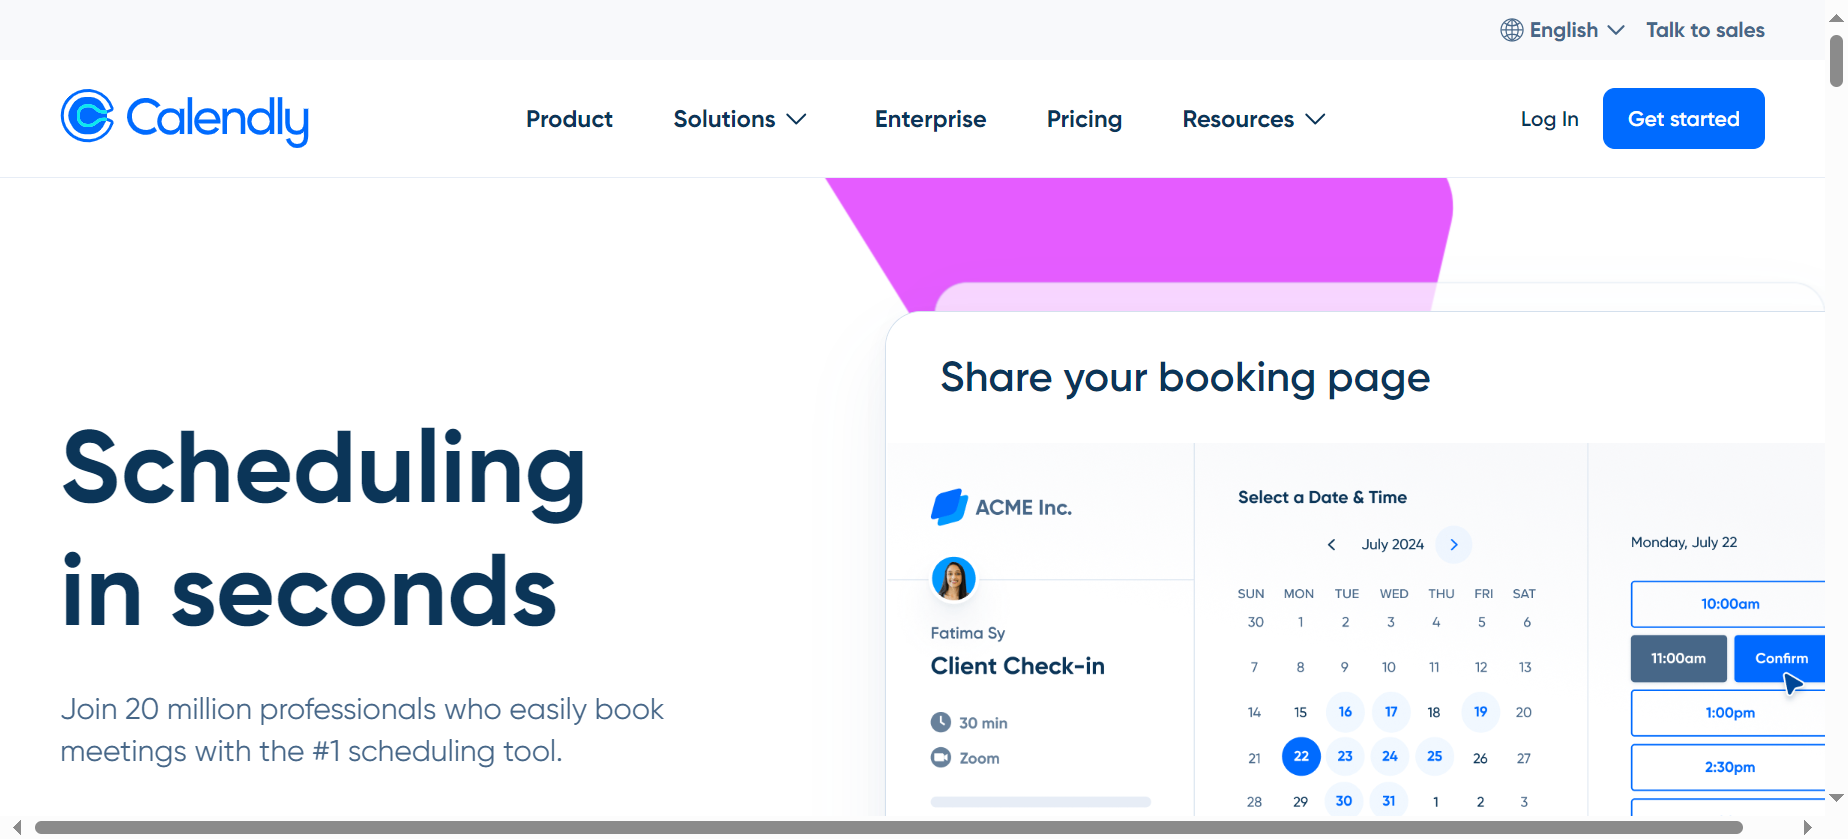 English Talk to sales
Calendly Product Solutions Enterprise Pricing Resources Log In Get started
Scheduling
in seconds
Join 20 million professionals who easily book
meetings with the #1 scheduling tool.
Share your booking page
ACME Inc.
Fatima Sy
Client Check-in
30 min
Zoom
Select a Date & Time
July 2024
SUN MON TUE WED THU FRI SAT
30 1 2 3 4 5 6
7 8 9 10 11 12 13
14 15 16 17 18 19 20
21 22 23 24 25 26 27
28 29 30 31 1 2 3
Monday, July 22
10:00am
11:00am Confirm
1:00pm
2:30pm